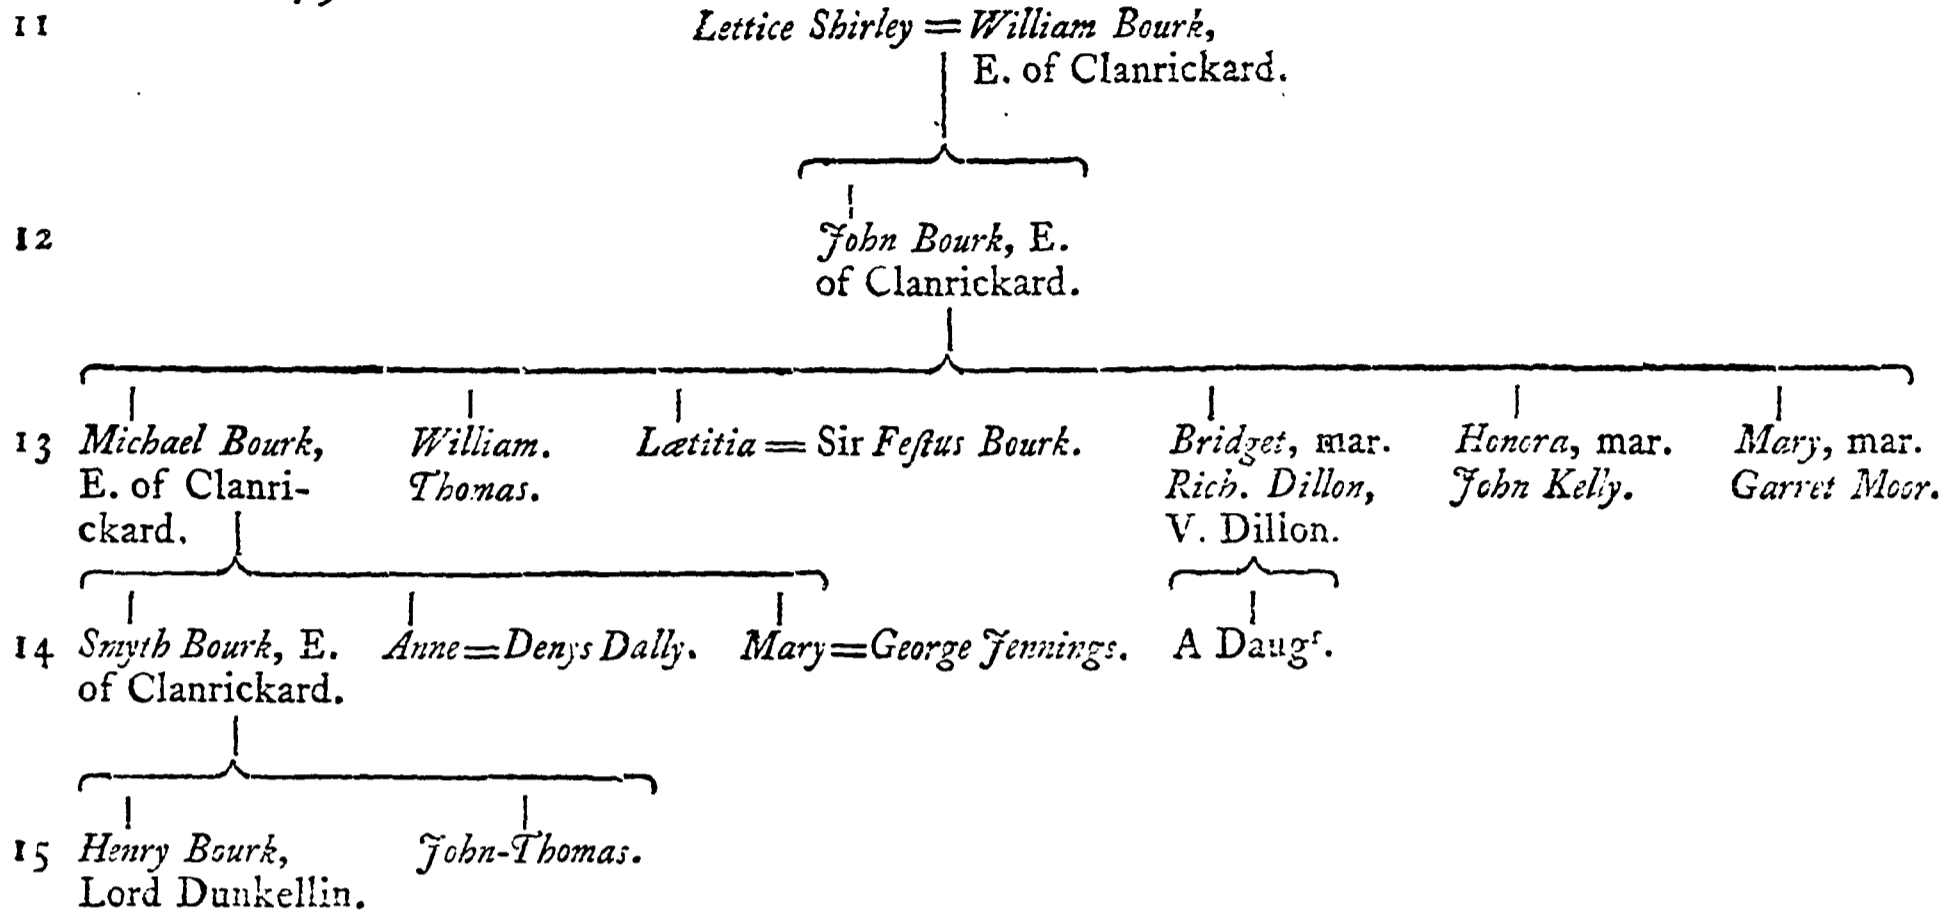 11 Lettice Shirley = William Bourk,
E. of Clanrickard.
12 John Bourk, E.
of Clanrickard.
13 Michael Bourk, William. Lætitia = Sir Feſtus Bourk. Bridget, mar. Honora, mar. Mary, mar.
E. of Clanri- Thomas. Rich. Dillon, John Kelly. Garret Moor.
ckard. V. Dillon.
14 Smyth Bourk, E. Anne = Denys Dally. Mary = George Jennings. A Daugʳ.
of Clanrickard.
15 Henry Bourk, John-Thomas.
Lord Dunkellin.